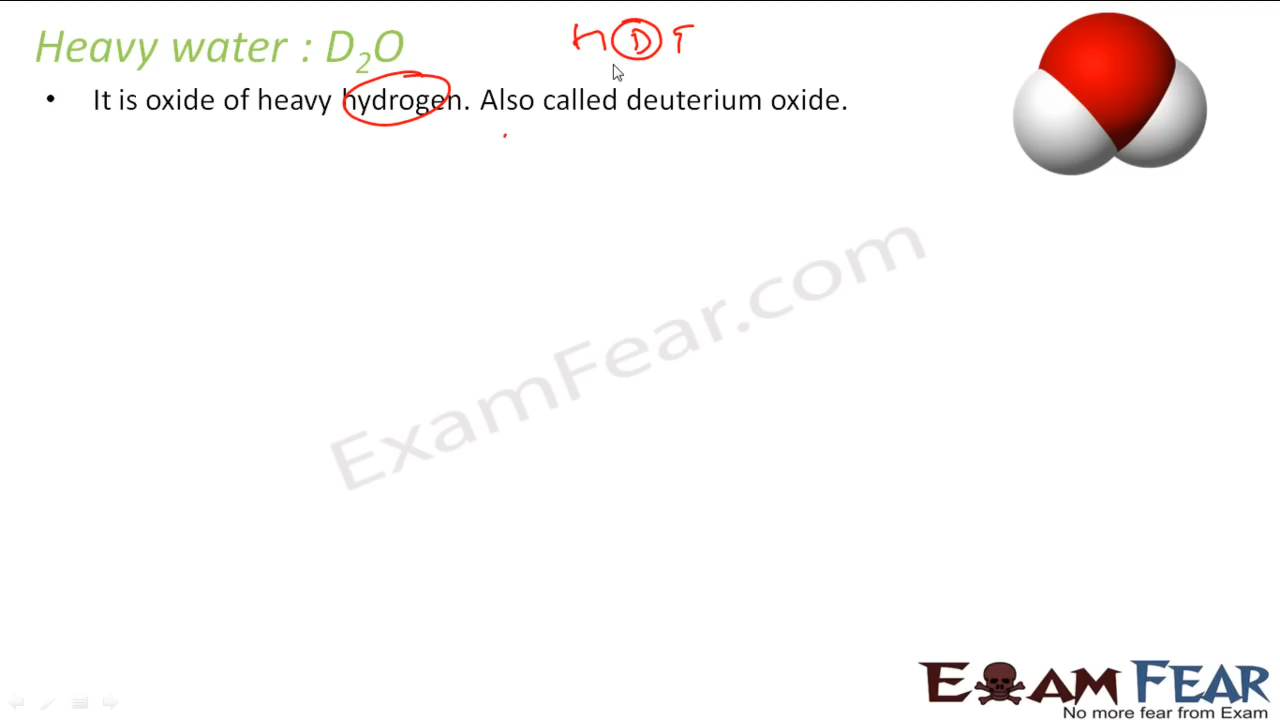 Heavy water : D₂O
H D T
• It is oxide of heavy hydrogen. Also called deuterium oxide.
ExamFear.com
EXAM FEAR
No more fear from Exam